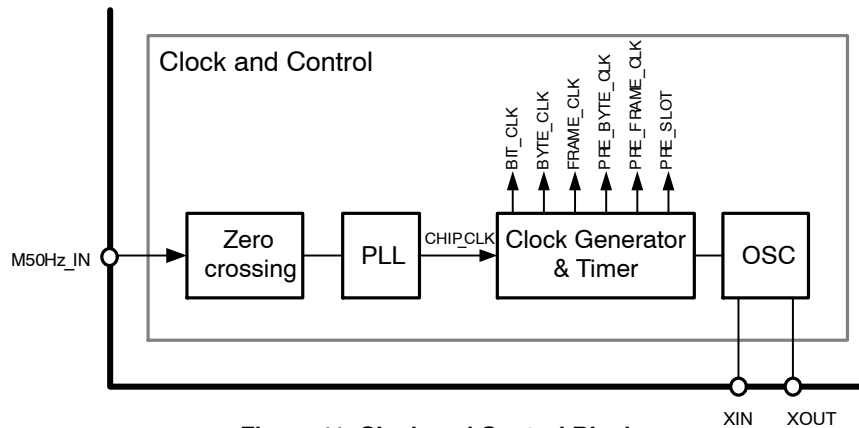 Clock and Control
BIT_CLK
BYTE_CLK
FRAME_CLK
PRE_BYTE_CLK
PRE_FRAME_CLK
PRE_SLOT
M50Hz_IN
Zero
crossing
PLL
CHIP_CLK
Clock Generator
& Timer
OSC
XIN
XOUT